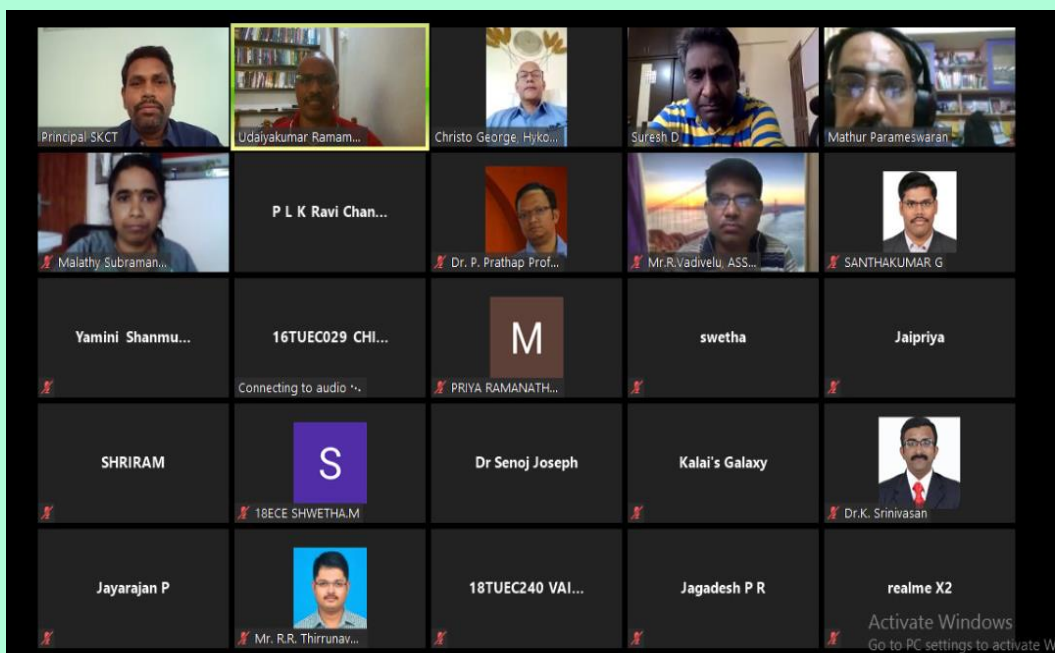 Principal SKCT
Udaiyakumar Ramam...
Christo George, Hyko...
Suresh D
Mathur Parameswaran
Malathy Subraman...
P L K Ravi Chan...
Dr. P. Prathap Prof...
Mr.R.Vadivelu, ASS...
SANTHAKUMAR G
Yamini Shanmu...
16TUEC029 CHI...
Connecting to audio
M
PRIYA RAMANATH...
swetha
Jaipriya
SHRIRAM
S
18ECE SHWETHA.M
Dr Senoj Joseph
Kalai's Galaxy
Dr.K. Srinivasan
Jayarajan P
Mr. R.R. Thirrunav...
18TUEC240 VAI...
Jagadesh P R
realme X2
Activate Windows
Go to PC settings to activate W